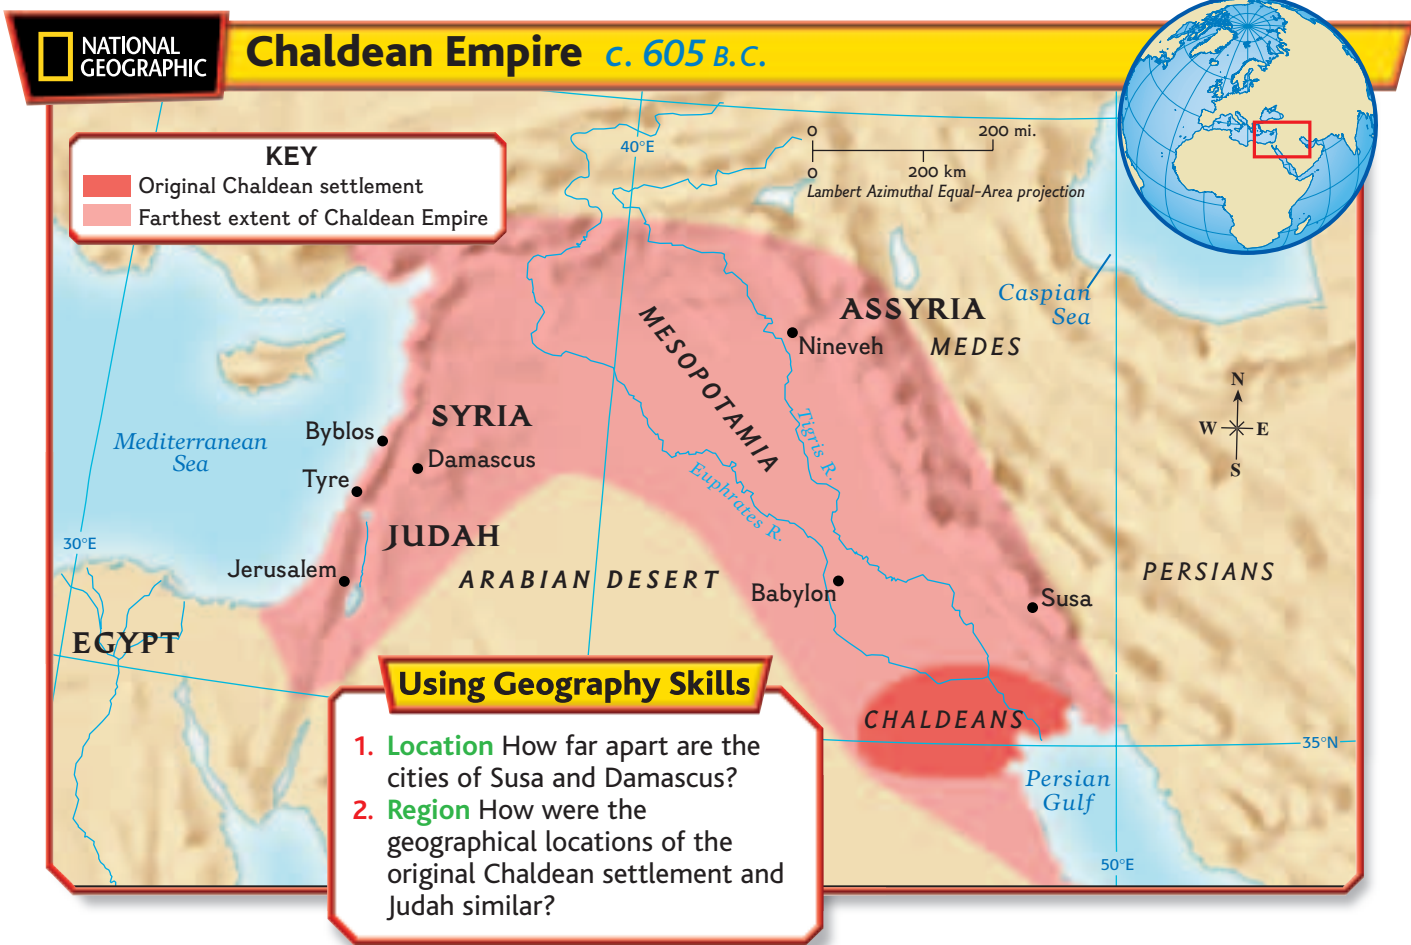 NATIONAL
GEOGRAPHIC
Chaldean Empire c. 605 B.C.
KEY
Original Chaldean settlement
Farthest extent of Chaldean Empire
40°E
0 200 mi.
0 200 km
Lambert Azimuthal Equal-Area projection
Caspian
Sea
ASSYRIA
MEDES
Nineveh
MESOPOTAMIA
Tigris R.
Euphrates R.
N
W E
S
SYRIA
Byblos
Damascus
Mediterranean
Sea
Tyre
JUDAH
30°E
Jerusalem
ARABIAN DESERT
Babylon
Susa
PERSIANS
EGYPT
CHALDEANS
35°N
Persian
Gulf
50°E
Using Geography Skills
1. Location How far apart are the
cities of Susa and Damascus?
2. Region How were the
geographical locations of the
original Chaldean settlement and
Judah similar?